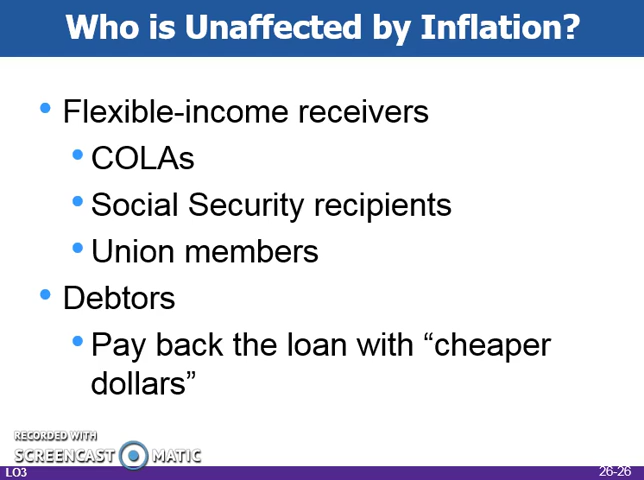 Who is Unaffected by Inflation?
• Flexible-income receivers
• COLAs
• Social Security recipients
• Union members
• Debtors
• Pay back the loan with “cheaper
dollars”
RECORDED WITH
SCREENCAST MATIC
LO3
26-26